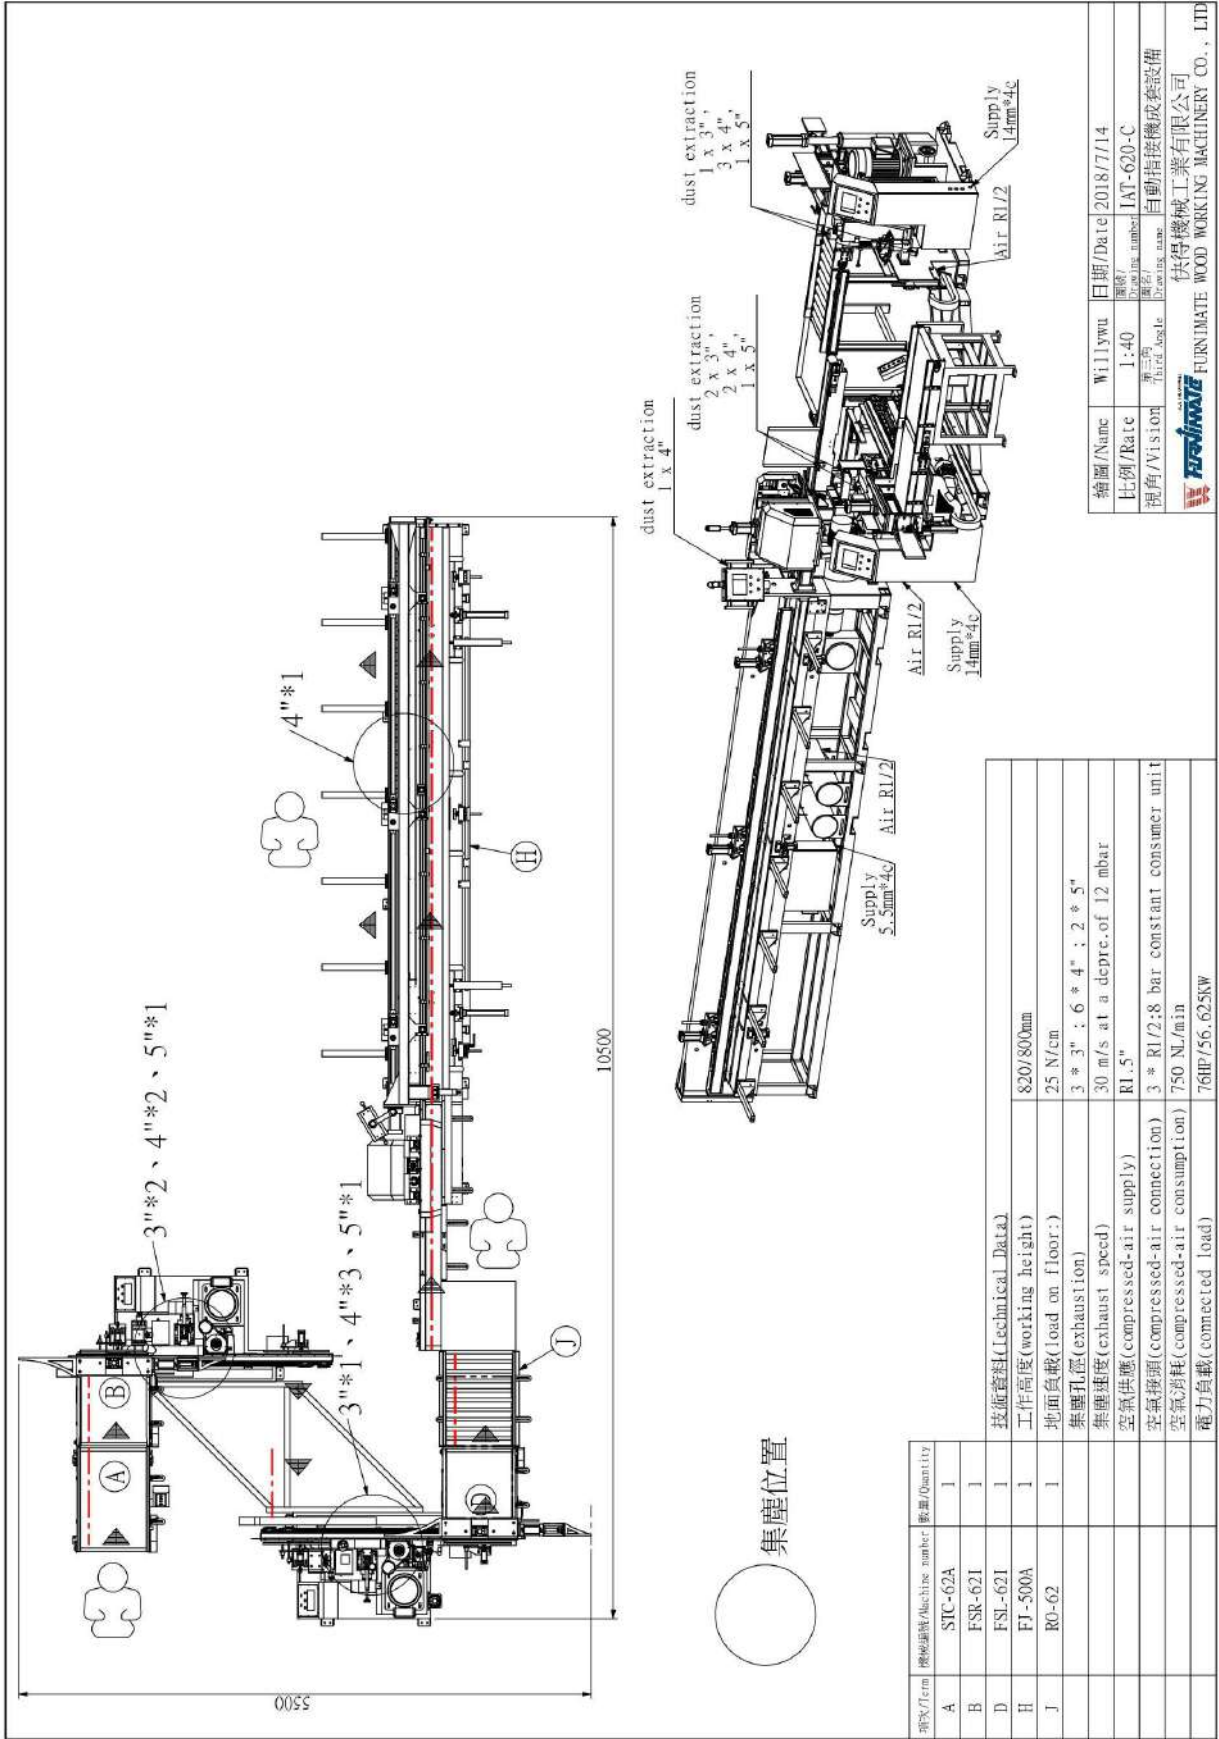 3"*2、4"*2、5"*1
4"*1
3"*1、4"*3、5"*1
A
B
D
H
J
5500
10500
集塵位置
dust extraction
1 x 4"
dust extraction
2 x 3",
2 x 4",
1 x 5"
dust extraction
1 x 3",
3 x 4",
1 x 5"
Supply
5.5mm*4c
Air R1/2
Air R1/2
Supply
14mm*4c
Air R1/2
Supply
14mm*4c
項次/Term 機械編號/Machine number 數量/Quantity
A STC-62A 1
B FSR-62I 1
D FSL-62I 1 技術資料(Technical Data)
H FJ-500A 1 工作高度(working height) 820/800mm
J RO-62 1 地面負載(load on floor:) 25 N/cm
集塵孔徑(exhaustion) 3 * 3" ; 6 * 4" ; 2 * 5"
集塵速度(exhaust speed) 30 m/s at a depre.of 12 mbar
空氣供應(compressed-air supply) R1.5"
空氣接頭(compressed-air connection) 3 * R1/2;8 bar constant consumer unit
空氣消耗(compressed-air consumption) 750 NL/min
電力負載(connected load) 76HP/56.625KW
繪圖/Name Willywu 日期/Date 2018/7/14
比例/Rate 1:40 圖號/Drawing number IAT-620-C
視角/Vision 第三角 Third Angle 圖名/Drawing name 自動指接機成套設備
FURNIMATE 快得機械工業有限公司
FURNIMATE WOOD WORKING MACHINERY CO., LTD